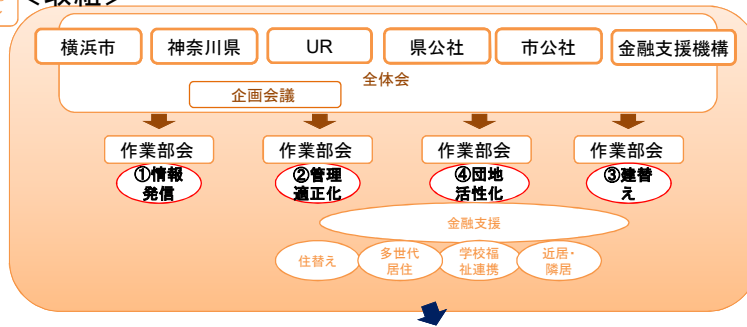 <取組>
横浜市
神奈川県
UR
県公社
市公社
金融支援機構
全体会
企画会議
作業部会
作業部会
作業部会
作業部会
①情報
発信
②管理
適正化
④団地
活性化
③建替
え
金融支援
住替え
多世代
居住
学校福
祉連携
近居・
隣居